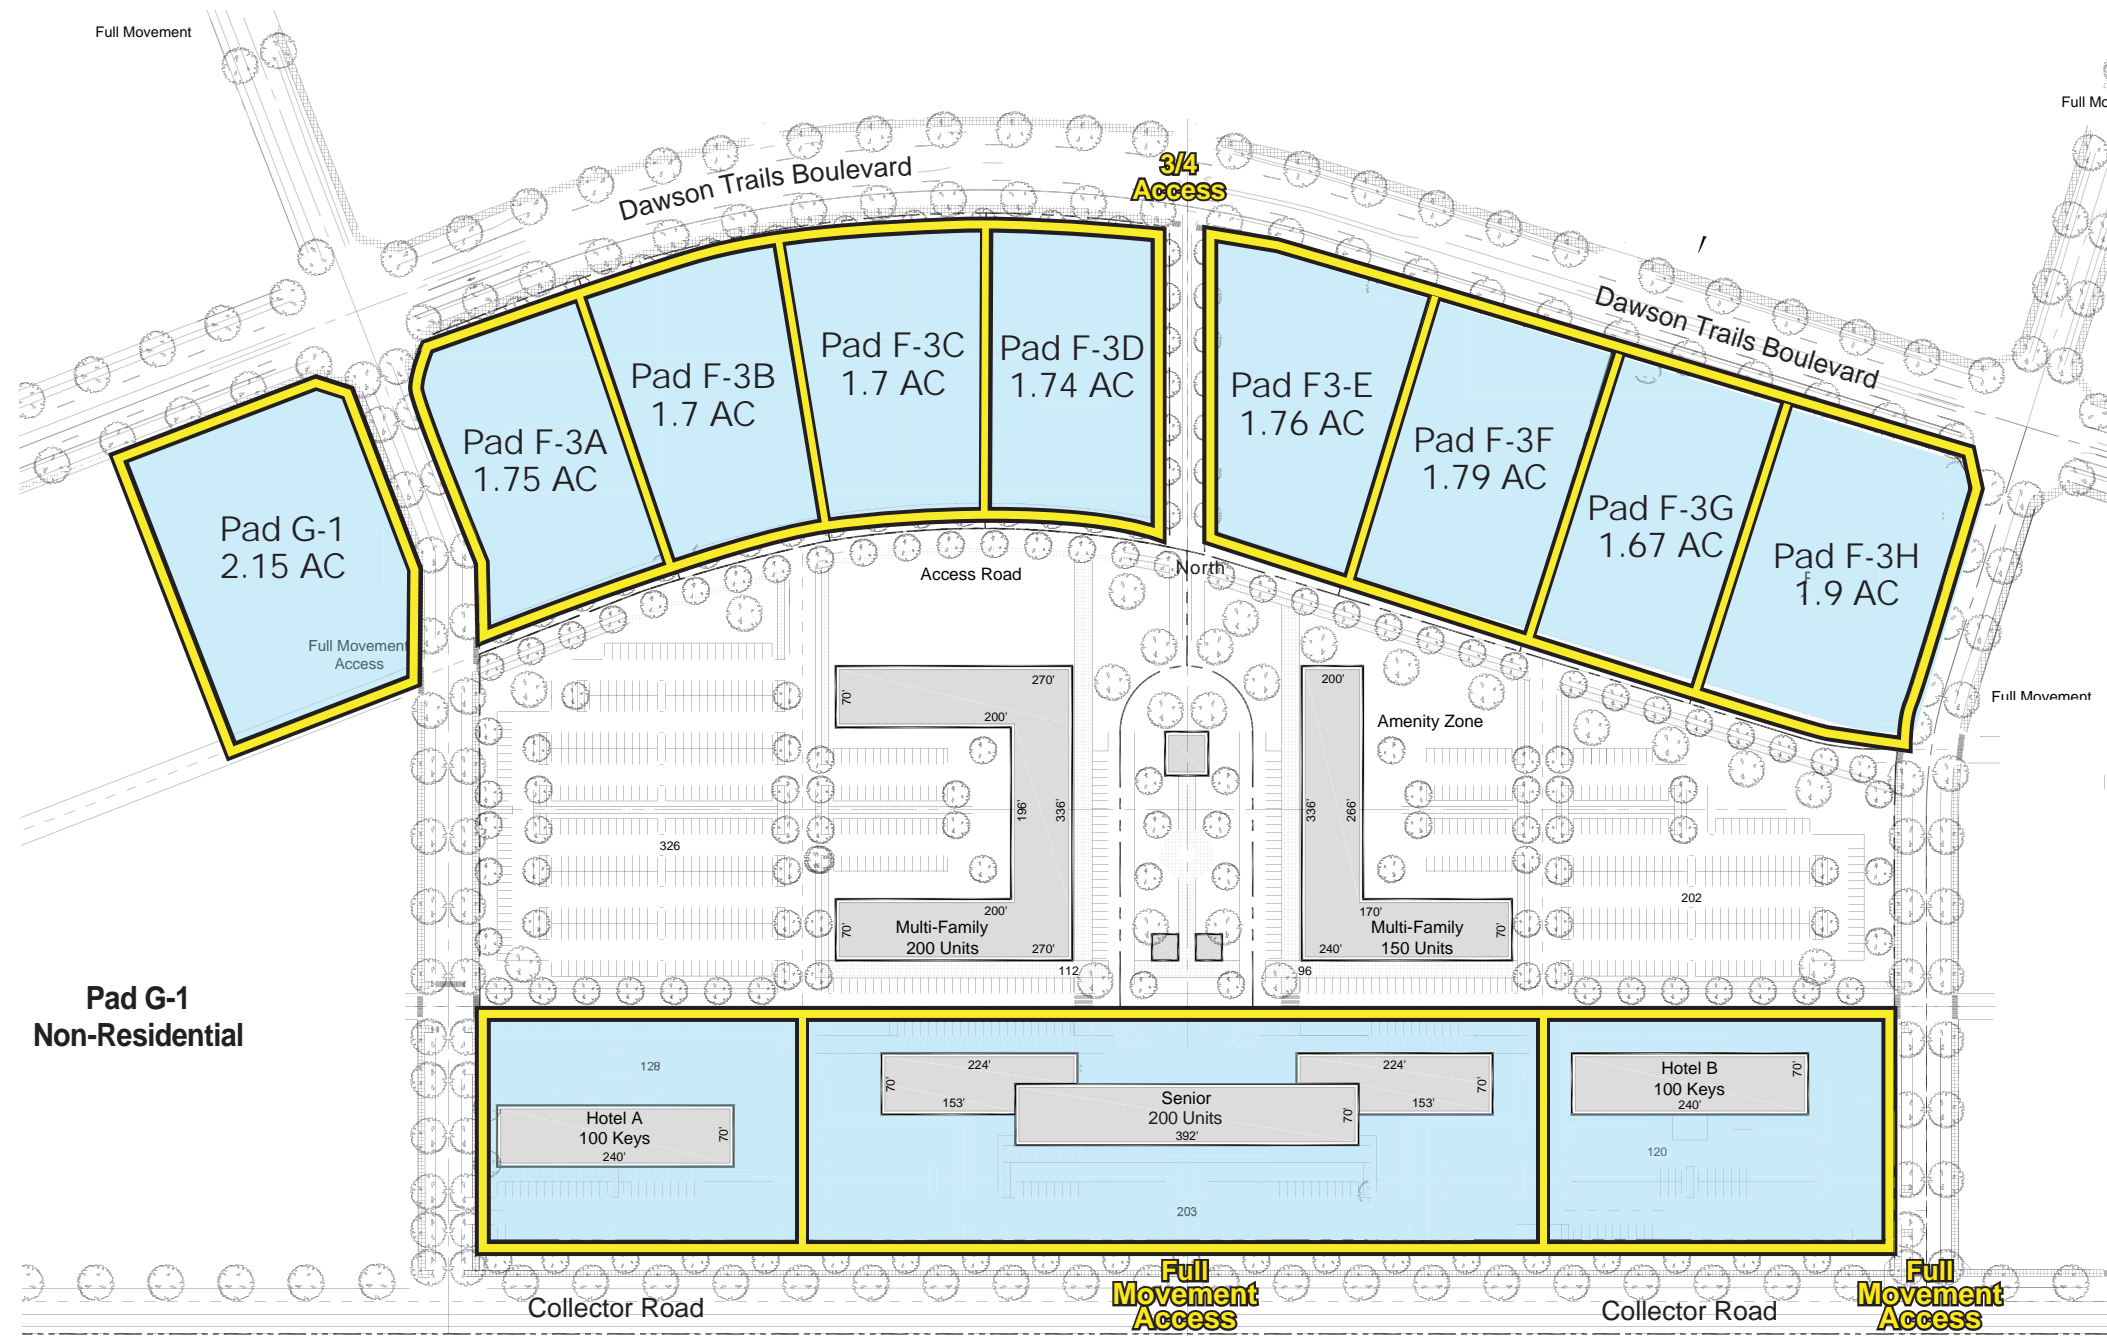 Full Movement
Full Mo
3/4
Access
Dawson Trails Boulevard
Dawson Trails Boulevard
Pad F-3A
1.75 AC
Pad F-3B
1.7 AC
Pad F-3C
1.7 AC
Pad F-3D
1.74 AC
Pad F3-E
1.76 AC
Pad F-3F
1.79 AC
Pad F-3G
1.67 AC
Pad F-3H
F
1.9 AC
Pad G-1
2.15 AC
Full Movement
Access
Access Road
North
Full Movement
270'
70'
200'
196'
336'
200'
70'
Multi-Family
200 Units
270'
112
326
200'
Amenity Zone
336'
266'
170'
Multi-Family
150 Units
240'
70'
96
202
Pad G-1
Non-Residential
128
Hotel A
100 Keys
240'
70'
224'
70'
153'
Senior
200 Units
392'
70'
224'
70'
153'
203
Hotel B
100 Keys
240'
70'
120
Collector Road
Full
Movement
Access
Collector Road
Full
Movement
Access